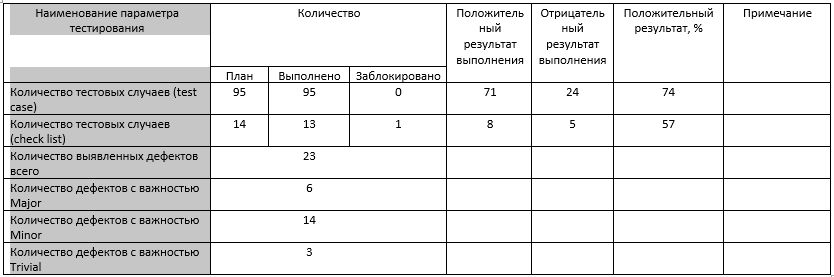 Наименование параметра
тестирования
Количество
Положитель
ный
результат
выполнения
Отрицатель
ный
результат
выполнения
Положительный
результат, %
Примечание
План Выполнено Заблокировано
Количество тестовых случаев (test
case)
95 95 0 71 24 74
Количество тестовых случаев
(check list)
14 13 1 8 5 57
Количество выявленных дефектов
всего
23
Количество дефектов с важностью
Major
6
Количество дефектов с важностью
Minor
14
Количество дефектов с важностью
Trivial
3